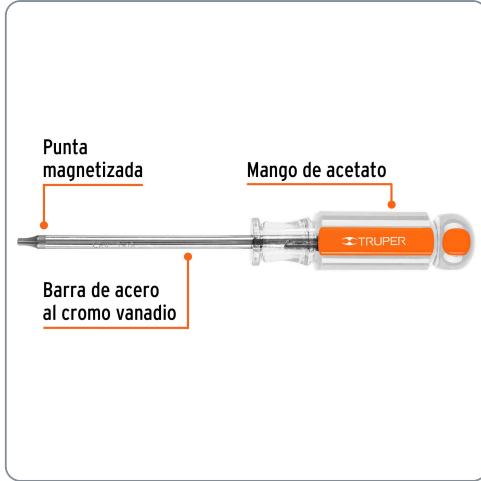 Punta
magnetizada
Mango de acetato
TRUPER
Barra de acero
al cromo vanadio